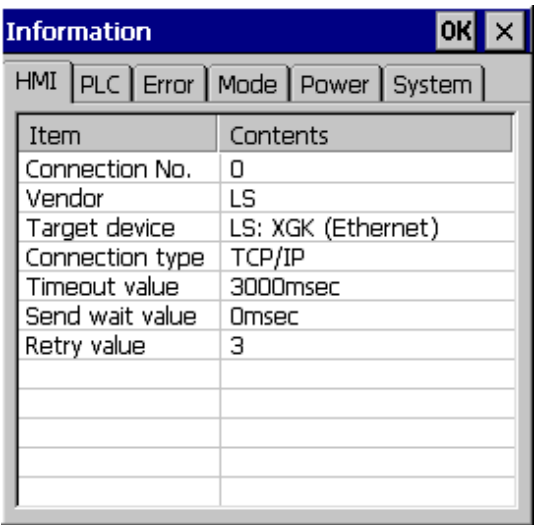 Information OK ×
HMI PLC Error Mode Power System
Item Contents
Connection No. 0
Vendor LS
Target device LS: XGK (Ethernet)
Connection type TCP/IP
Timeout value 3000msec
Send wait value 0msec
Retry value 3